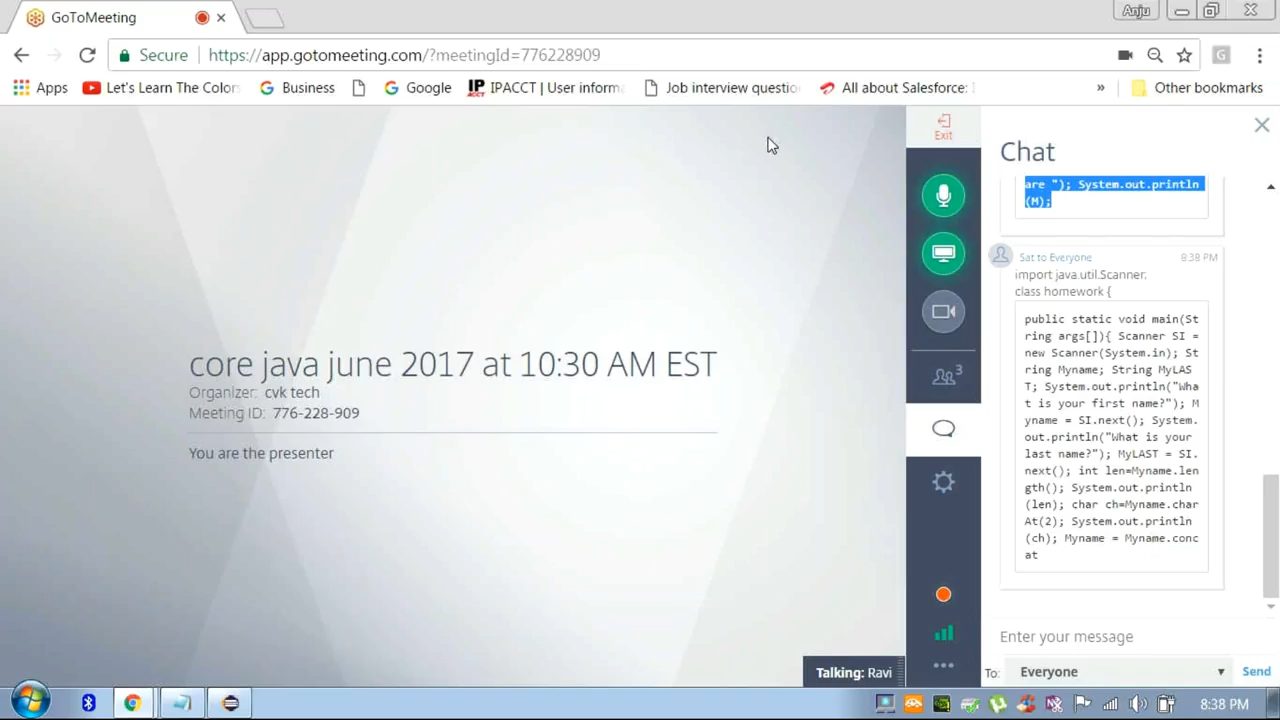 GoToMeeting
Anju
Secure
https://app.gotomeeting.com/?meetingId=776228909
G
Apps
Let's Learn The Colors
Business
Google
IP ACCT
IPACCT | User inform
Job interview questio
All about Salesforce:
»
Other bookmarks
Exit
Chat
are "); System.out.println
(M);
Sat to Everyone
8:38 PM
import java.util.Scanner;
class homework {
public static void main(St
ring args[]){ Scanner SI =
new Scanner(System.in); St
ring Myname; String MyLAS
T; System.out.println("Wha
t is your first name?"); M
yname = SI.next(); System.
out.println("What is your
last name?"); MyLAST = SI.
next(); int len=Myname.len
gth(); System.out.println
(len); char ch=Myname.char
At(2); System.out.println
(ch); Myname = Myname.conc
at
core java june 2017 at 10:30 AM EST
Organizer: cvk tech
Meeting ID: 776-228-909
You are the presenter
3
Enter your message
Talking: Ravi
To:
Everyone
Send
8:38 PM